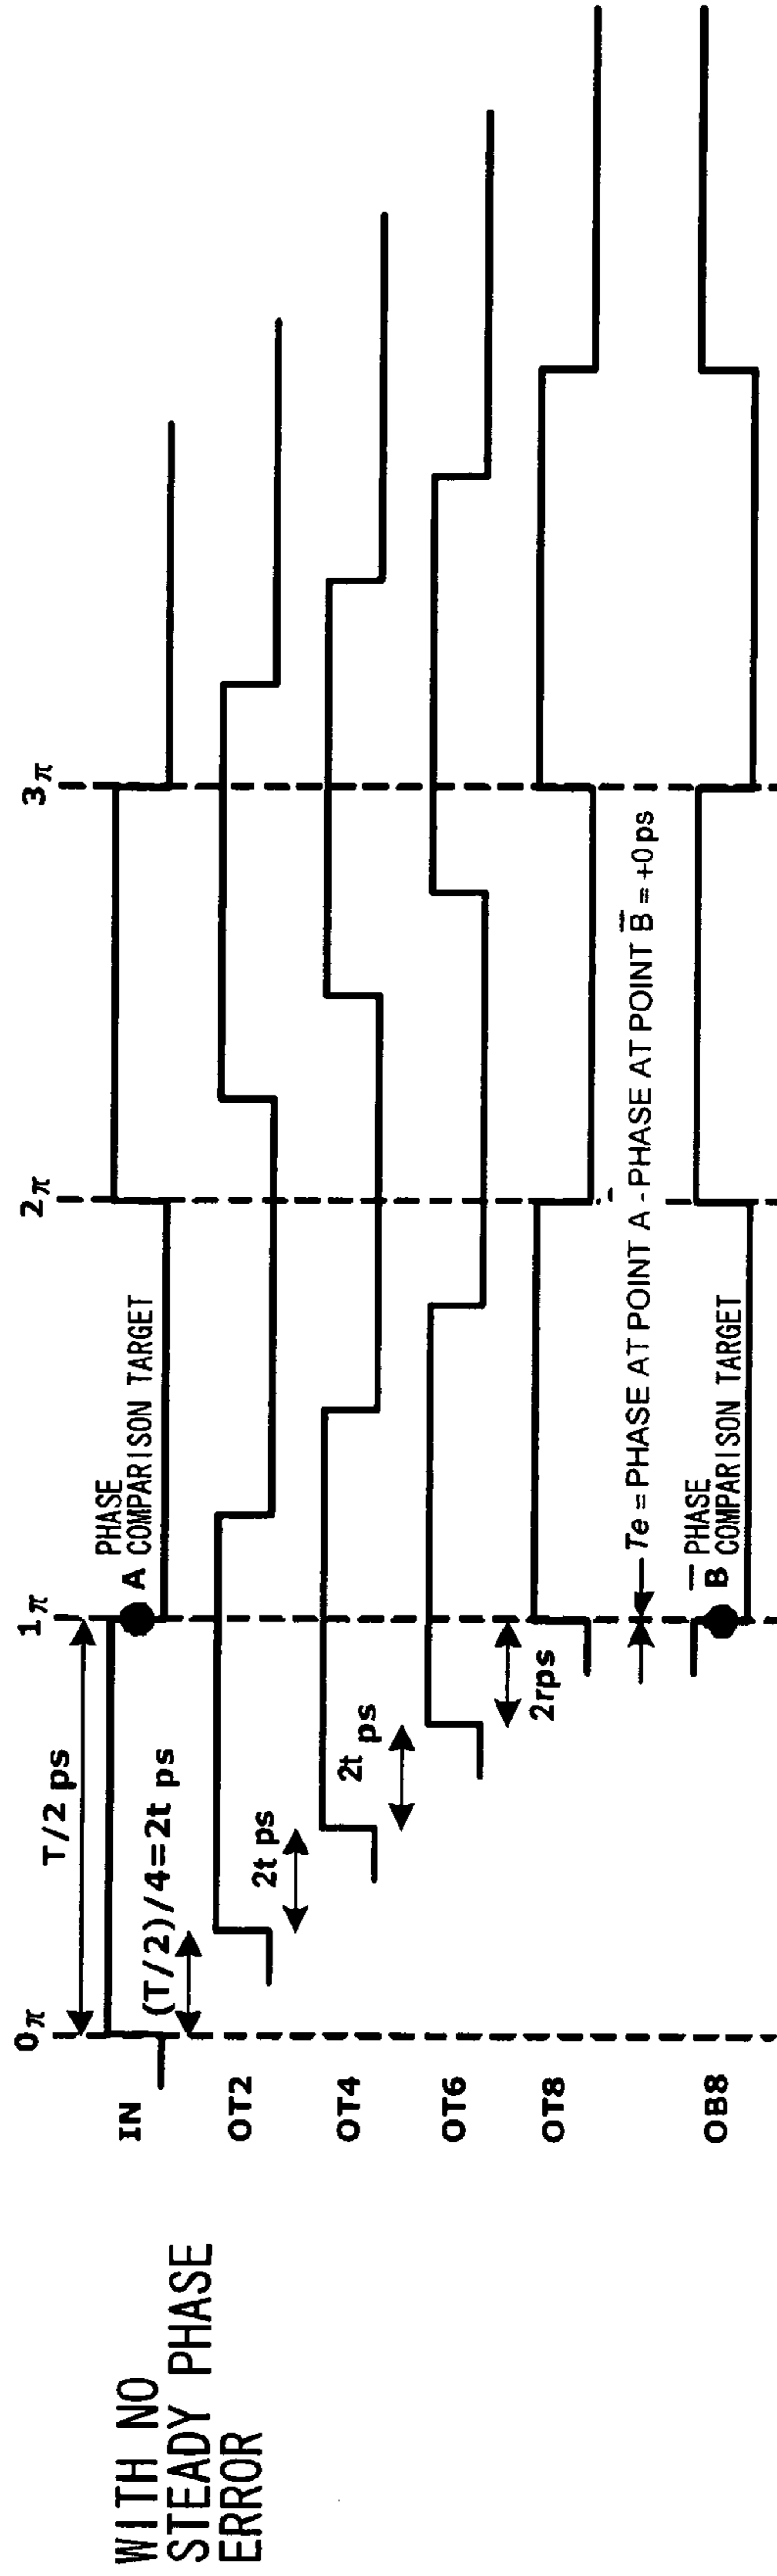 WITH NO
STEADY PHASE
ERROR
0π
1π
2π
3π
T/2 ps
IN
A
PHASE
COMPARISON TARGET
(T/2)/4=2t ps
OT2
2t ps
OT4
2t ps
OT6
2rps
OT8
Te = PHASE AT POINT A - PHASE AT POINT B̅ = +0 ps
OB8
B̅
PHASE
COMPARISON TARGET